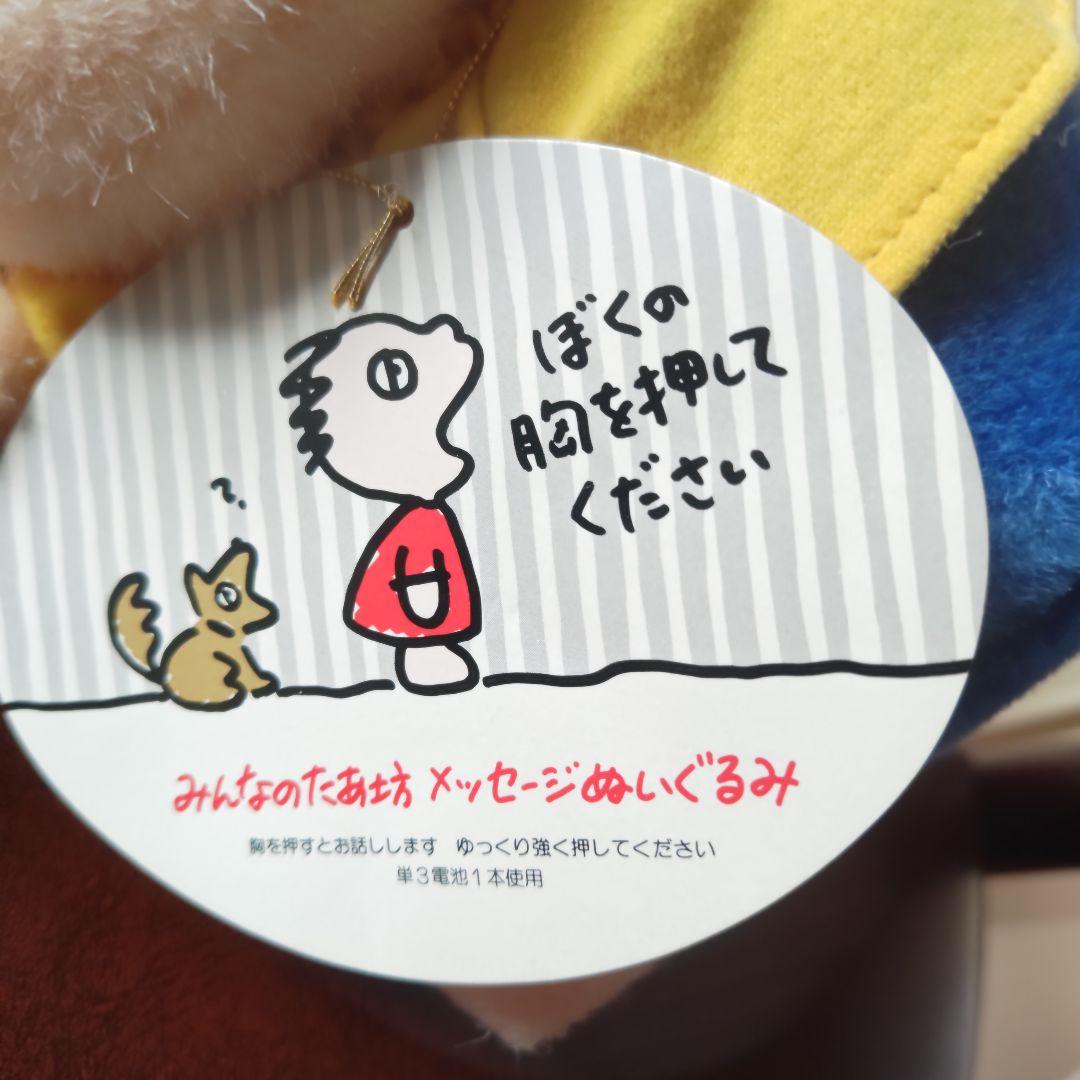 ぼくの
胸を押して
ください
?
みんなのたあ坊 メッセージぬいぐるみ
胸を押すとお話しします ゆっくり強く押してください
単3電池1本使用